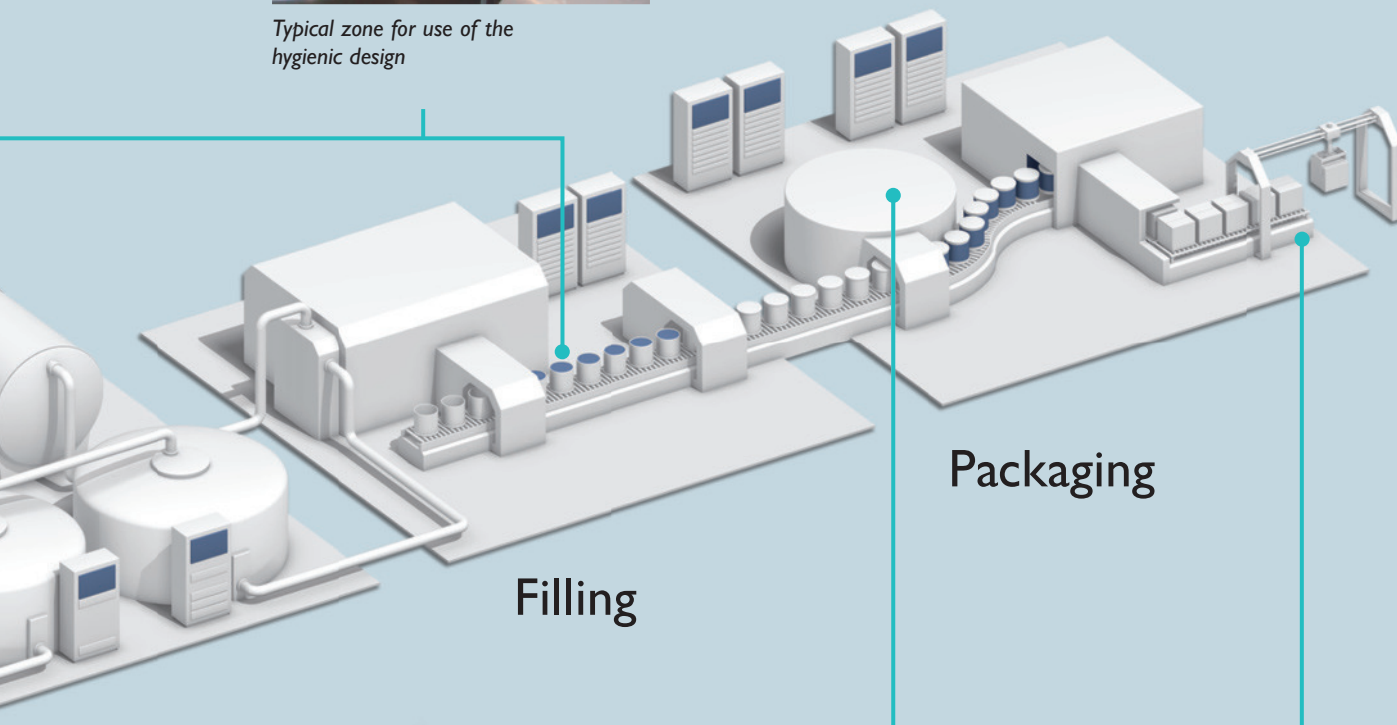 Typical zone for use of the
hygienic design
Packaging
Filling